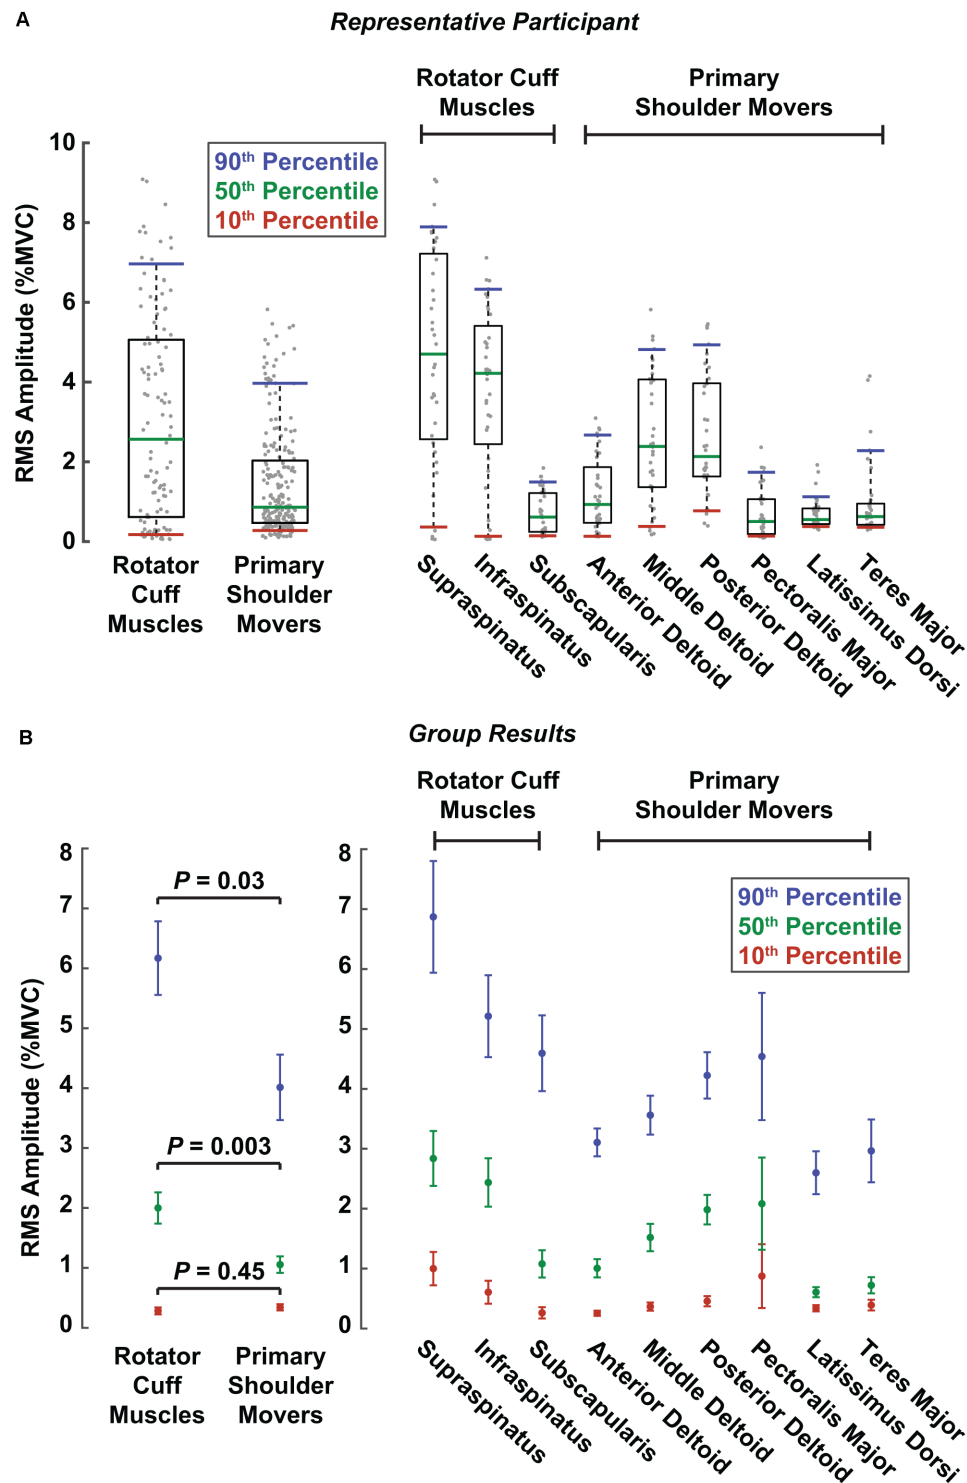 A
Representative Participant
Rotator Cuff
Muscles
Primary
Shoulder Movers
90th Percentile
50th Percentile
10th Percentile
RMS Amplitude (%MVC)
10
8
6
4
2
0
Rotator
Cuff
Muscles
Primary
Shoulder
Movers
Supraspinatus
Infraspinatus
Subscapularis
Anterior Deltoid
Middle Deltoid
Posterior Deltoid
Pectoralis Major
Latissimus Dorsi
Teres Major
B
Group Results
Rotator Cuff
Muscles
Primary
Shoulder Movers
RMS Amplitude (%MVC)
8
7
6
5
4
3
2
1
0
P = 0.03
P = 0.003
P = 0.45
Rotator
Cuff
Muscles
Primary
Shoulder
Movers
8
7
6
5
4
3
2
1
0
90th Percentile
50th Percentile
10th Percentile
Supraspinatus
Infraspinatus
Subscapularis
Anterior Deltoid
Middle Deltoid
Posterior Deltoid
Pectoralis Major
Latissimus Dorsi
Teres Major